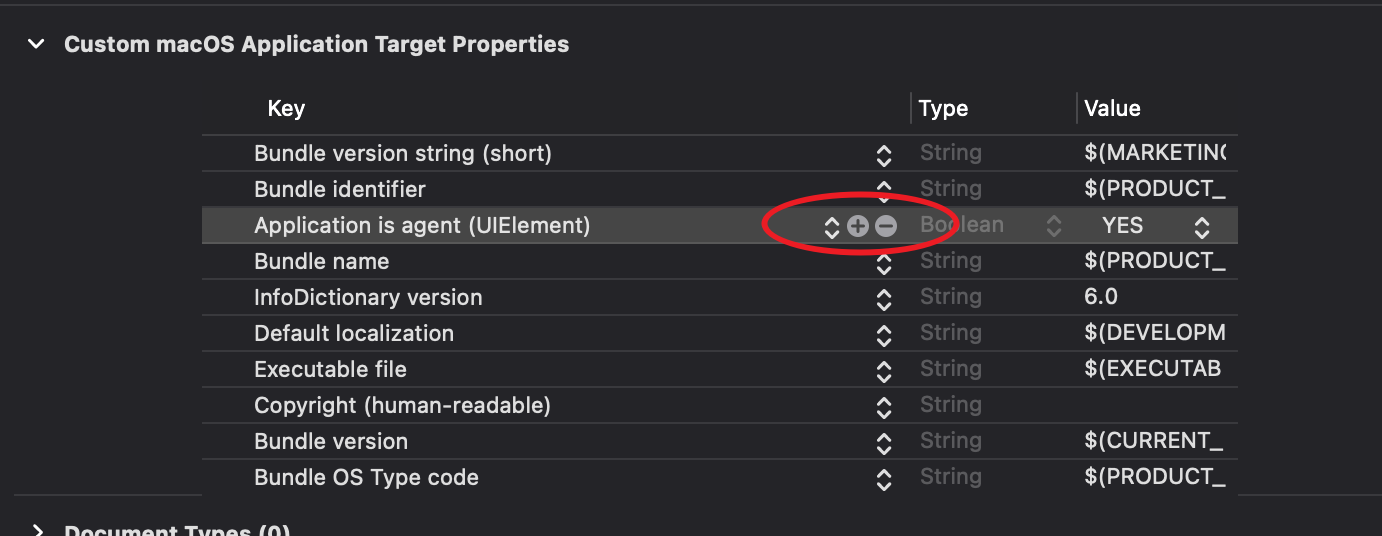 Custom macOS Application Target Properties
Key Type Value
Bundle version string (short) String $(MARKETING
Bundle identifier String $(PRODUCT_
Application is agent (UIElement) Boolean YES
Bundle name String $(PRODUCT_
InfoDictionary version String 6.0
Default localization String $(DEVELOPM
Executable file String $(EXECUTAB
Copyright (human-readable) String
Bundle version String $(CURRENT_
Bundle OS Type code String $(PRODUCT_
Document Types (0)